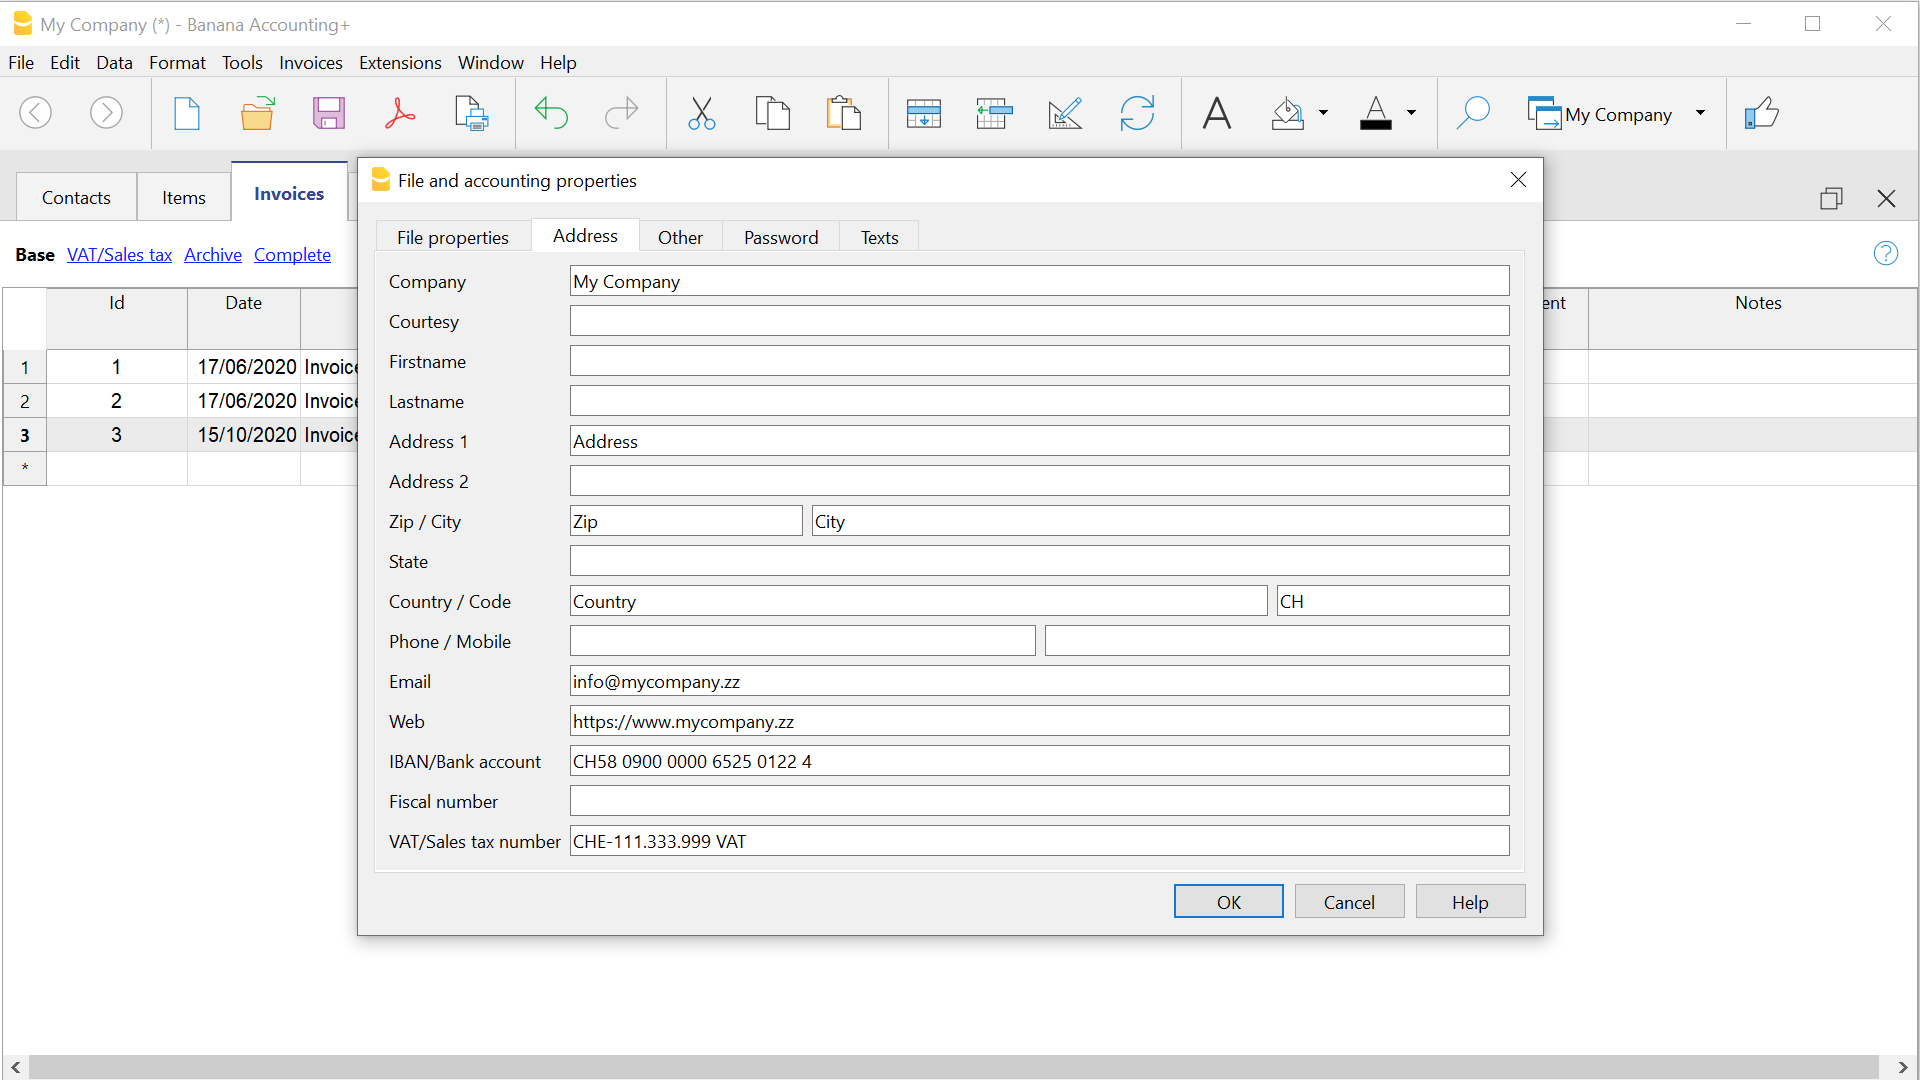 My Company (*) - Banana Accounting+
File Edit Data Format Tools Invoices Extensions Window Help
My Company
Contacts Items Invoices
Base VAT/Sales tax Archive Complete
Id Date ent Notes
1 1 17/06/2020 Invoice
2 2 17/06/2020 Invoice
3 3 15/10/2020 Invoice
*
File and accounting properties
File properties Address Other Password Texts
Company My Company
Courtesy
Firstname
Lastname
Address 1 Address
Address 2
Zip / City Zip City
State
Country / Code Country CH
Phone / Mobile
Email info@mycompany.zz
Web https://www.mycompany.zz
IBAN/Bank account CH58 0900 0000 6525 0122 4
Fiscal number
VAT/Sales tax number CHE-111.333.999 VAT
OK Cancel Help